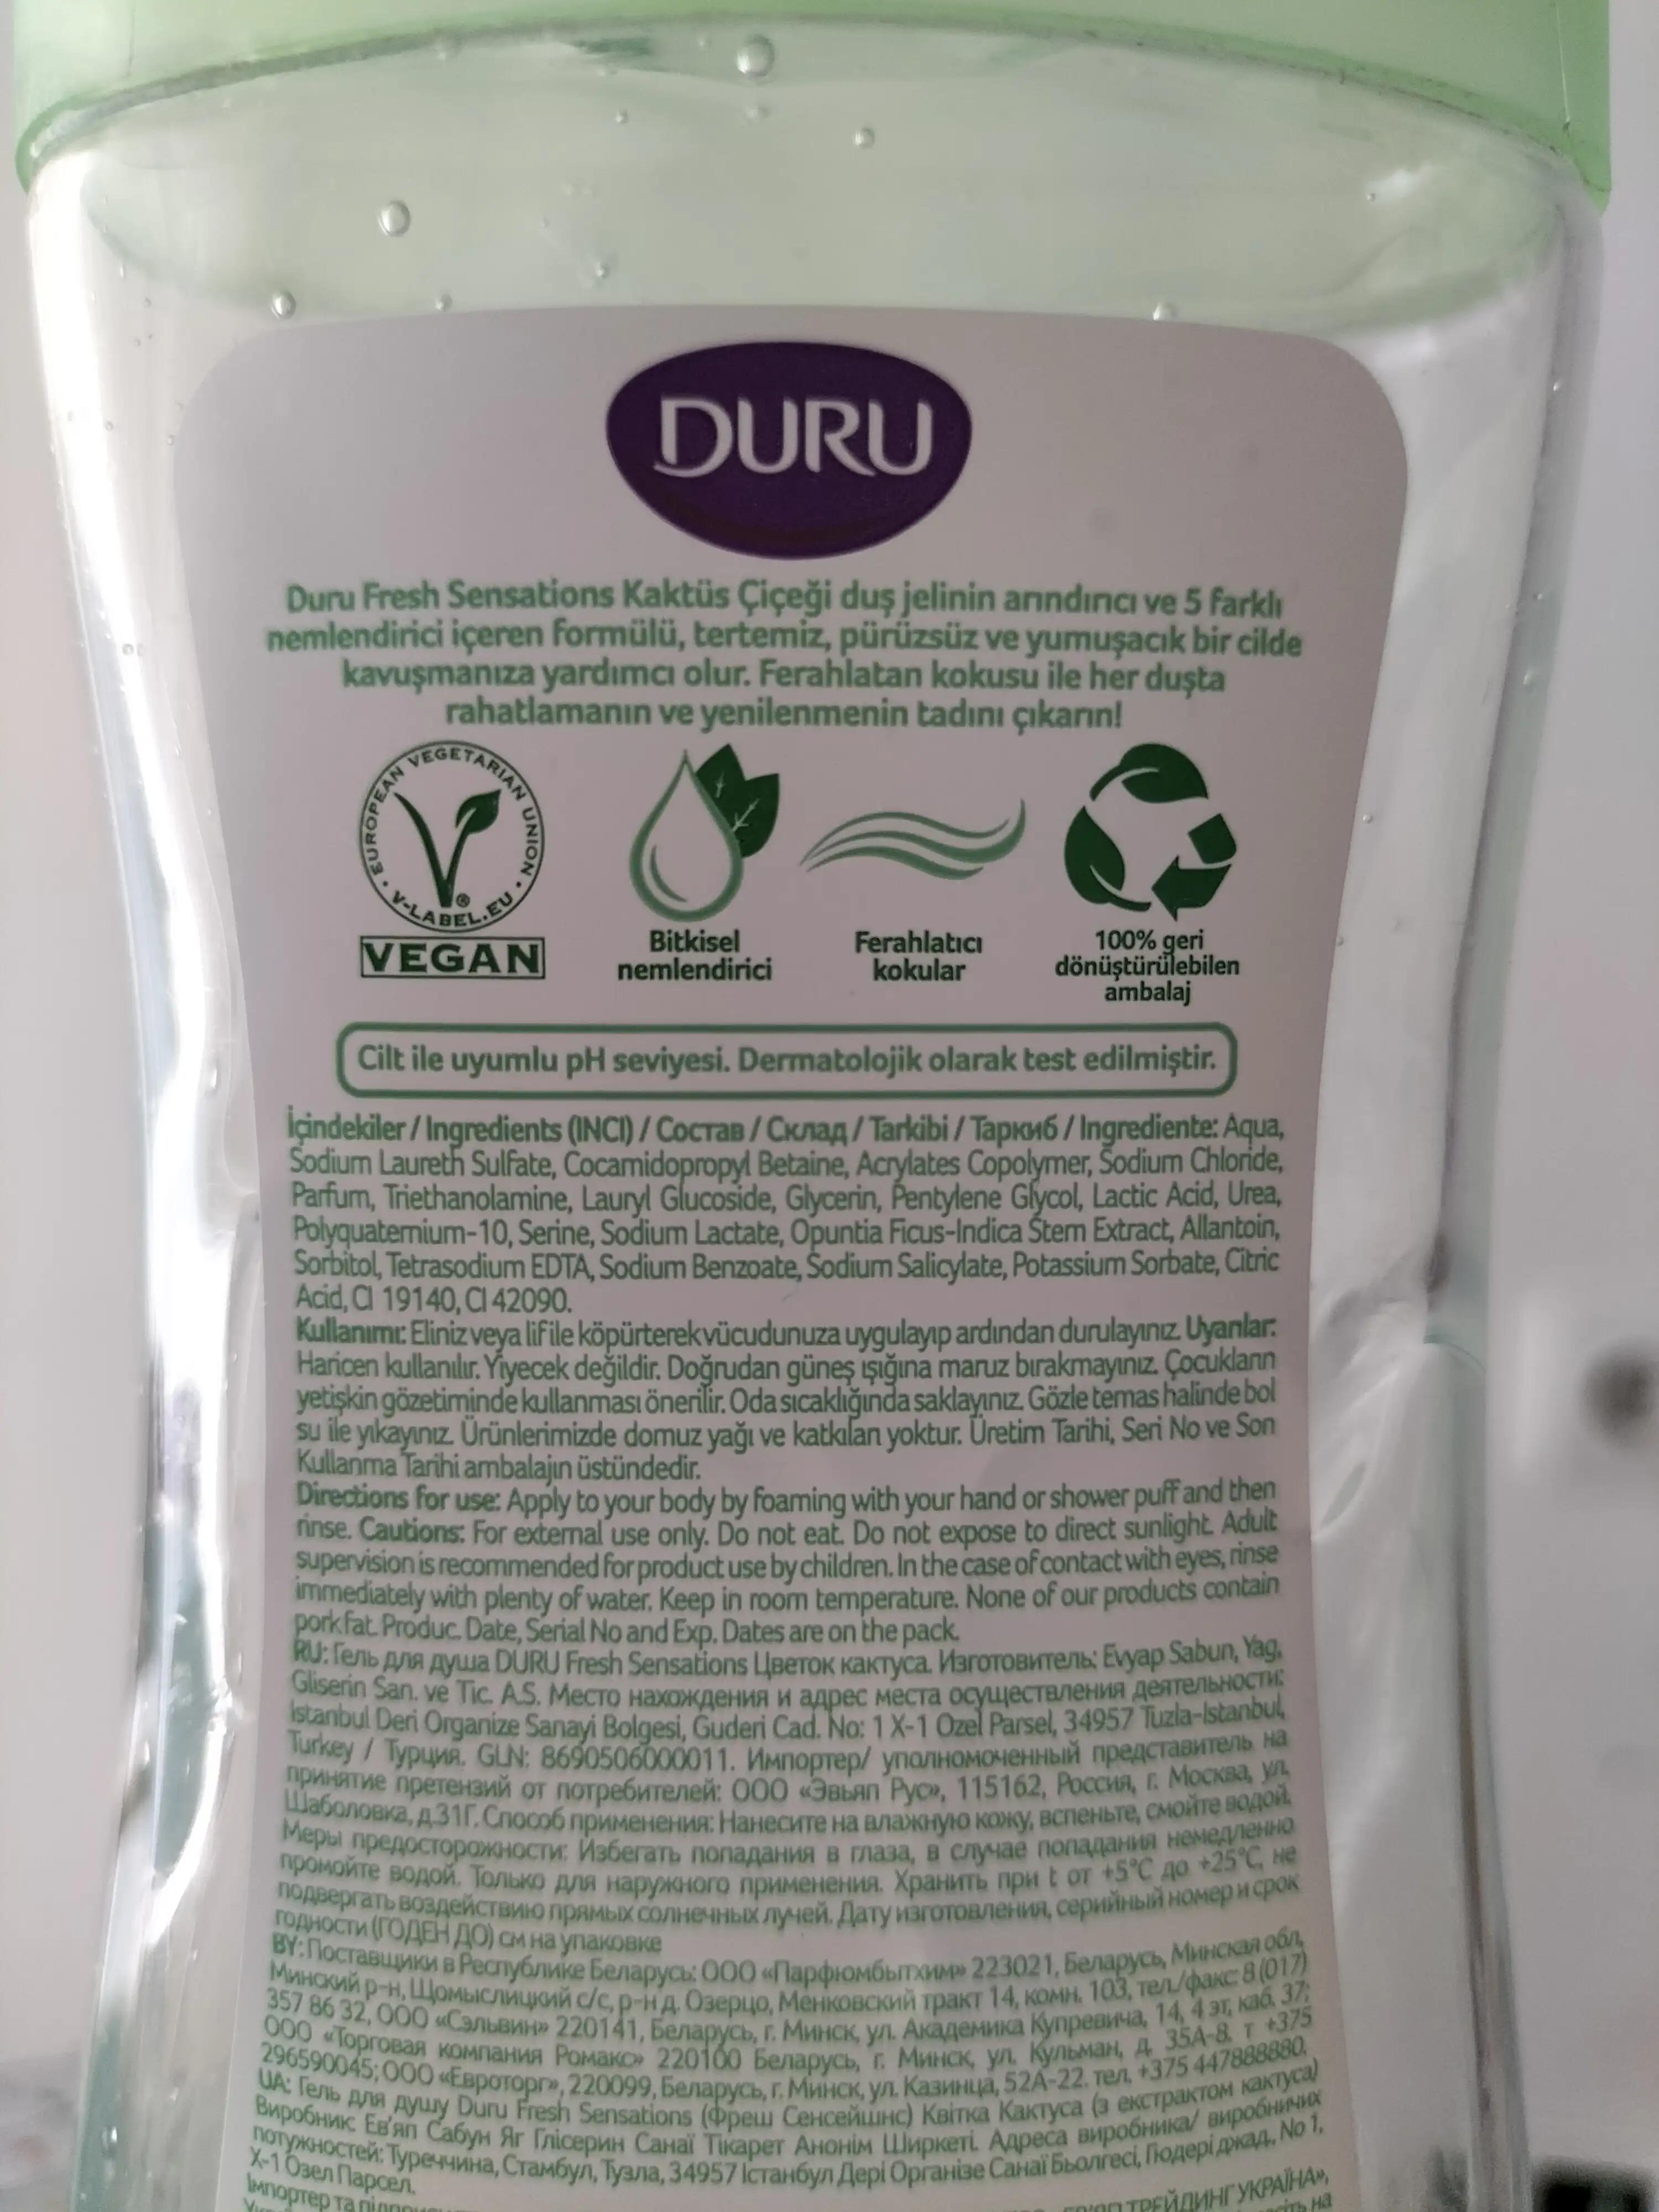 DURU
Duru Fresh Sensations Kaktüs Çiçeği duş jelinin arındırıcı ve 5 farklı
nemlendirici içeren formülü, tertemiz, pürüzsüz ve yumuşacık bir cilde
kavuşmanıza yardımcı olur. Ferahlatan kokusu ile her duşta
rahatlamanın ve yenilenmenin tadını çıkarın!
EUROPEAN VEGETARIAN UNION
V-LABEL.EU
VEGAN
Bitkisel
nemlendirici
Ferahlatıcı
kokular
100% geri
dönüştürülebilen
ambalaj
Cilt ile uyumlu pH seviyesi. Dermatolojik olarak test edilmiştir.
İçindekiler / Ingredients (INCI) / Состав / Склад / Tarkibi / Таркиб / Ingrediente: Aqua,
Sodium Laureth Sulfate, Cocamidopropyl Betaine, Acrylates Copolymer, Sodium Chloride,
Parfum, Triethanolamine, Lauryl Glucoside, Glycerin, Pentylene Glycol, Lactic Acid, Urea,
Polyquaternium-10, Serine, Sodium Lactate, Opuntia Ficus-Indica Stem Extract, Allantoin,
Sorbitol, Tetrasodium EDTA, Sodium Benzoate, Sodium Salicylate, Potassium Sorbate, Citric
Acid, CI 19140, CI 42090.
Kullanımı: Eliniz veya lif ile köpürterek vücudunuza uygulayıp ardından durulayınız. Uyarılar:
Haricen kullanılır. Yiyecek değildir. Doğrudan güneş ışığına maruz bırakmayınız. Çocukların
yetişkin gözetiminde kullanması önerilir. Oda sıcaklığında saklayınız. Gözle temas halinde bol
su ile yıkayınız. Ürünlerimizde domuz yağı ve katkıları yoktur. Üretim Tarihi, Seri No ve Son
Kullanma Tarihi ambalajın üstündedir.
Directions for use: Apply to your body by foaming with your hand or shower puff and then
rinse. Cautions: For external use only. Do not eat. Do not expose to direct sunlight. Adult
supervision is recommended for product use by children. In the case of contact with eyes, rinse
immediately with plenty of water. Keep in room temperature. None of our products contain
pork fat. Produc. Date, Serial No and Exp. Dates are on the pack.
RU: Гель для душа DURU Fresh Sensations Цветок кактуса. Изготовитель: Evyap Sabun, Yag,
Gliserin San. ve Tic. A.S. Место нахождения и адрес места осуществления деятельности:
Istanbul Deri Organize Sanayi Bolgesi, Guderi Cad. No: 1 X-1 Ozel Parsel, 34957 Tuzla-Istanbul,
Turkey / Турция. GLN: 8690506000011. Импортер/ уполномоченный представитель на
принятие претензий от потребителей: ООО «Эвьяп Рус», 115162, Россия, г. Москва, ул.
Шаболовка, д.31Г. Способ применения: Нанесите на влажную кожу, вспеньте, смойте водой.
Меры предосторожности: Избегать попадания в глаза, в случае попадания немедленно
промойте водой. Только для наружного применения. Хранить при t от +5°C до +25°C, не
подвергать воздействию прямых солнечных лучей. Дату изготовления, серийный номер и срок
годности (ГОДЕН ДО) см на упаковке
BY: Поставщики в Республике Беларусь: ООО «Парфюмбытхим» 223021, Беларусь, Минская обл,
Минский р-н, Щомыслицкий с/с, р-н д. Озерцо, Менковский тракт 14, комн. 103, тел./факс: 8 (017)
357 86 32, ООО «Сэльвин» 220141, Беларусь, г. Минск, ул. Академика Купревича, 14, 4 эт, каб. 37;
ООО «Торговая компания Ромакс» 220100 Беларусь, г. Минск, ул. Кульман, д. 35А-8. т +375
296590045; ООО «Евроторг», 220099, Беларусь, г. Минск, ул. Казинца, 52А-22. тел. +375 447888880.
UA: Гель для душу Duru Fresh Sensations (Фреш Сенсейшнс) Квітка Кактуса (з екстрактом кактуса)
Виробник: Ев'яп Сабун Яг Глісерин Санаї Тікарет Анонім Ширкеті. Адреса виробника/ виробничих
потужностей: Туреччина, Стамбул, Тузла, 34957 Істанбул Дері Організе Санаї Бьолгесі, Гюдері джад., No 1,
X-1 Озел Парсел.
Імпортер та ТРЕЙДИНГ УКРАЇНА»,
на